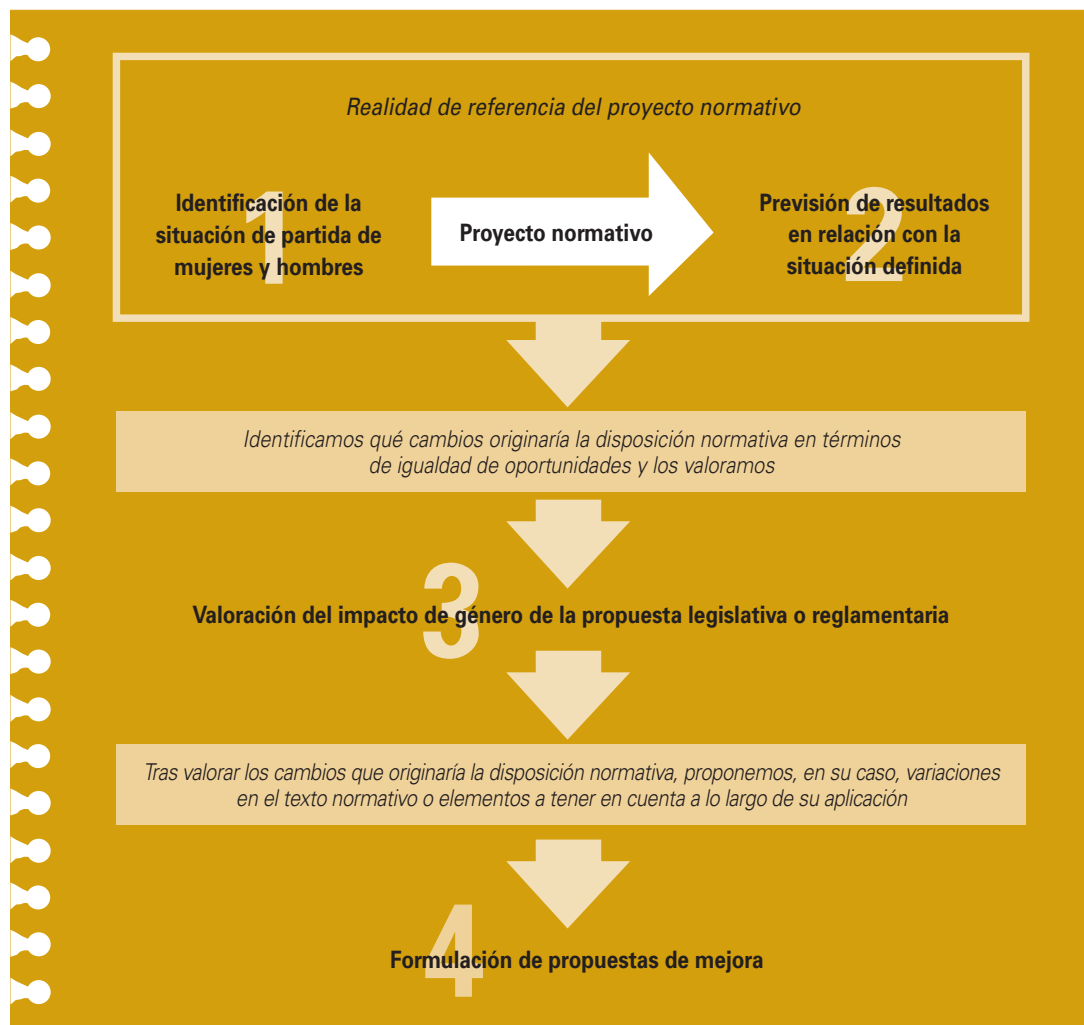 Realidad de referencia del proyecto normativo
1
Identificación de la
situación de partida de
mujeres y hombres
Proyecto normativo
2
Previsión de resultados
en relación con la
situación definida
Identificamos qué cambios originaría la disposición normativa en términos
de igualdad de oportunidades y los valoramos
3
Valoración del impacto de género de la propuesta legislativa o reglamentaria
Tras valorar los cambios que originaría la disposición normativa, proponemos, en su caso, variaciones
en el texto normativo o elementos a tener en cuenta a lo largo de su aplicación
4
Formulación de propuestas de mejora